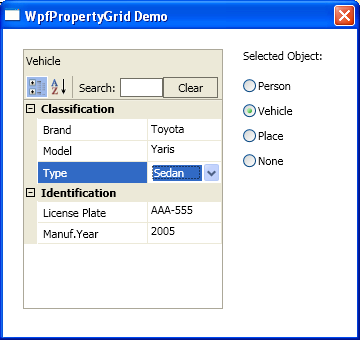 WpfPropertyGrid Demo
Vehicle
A
Z
Search:
Clear
Classification
Brand Toyota
Model Yaris
Type Sedan
Identification
License Plate AAA-555
Manuf.Year 2005
Selected Object:
Person
Vehicle
Place
None